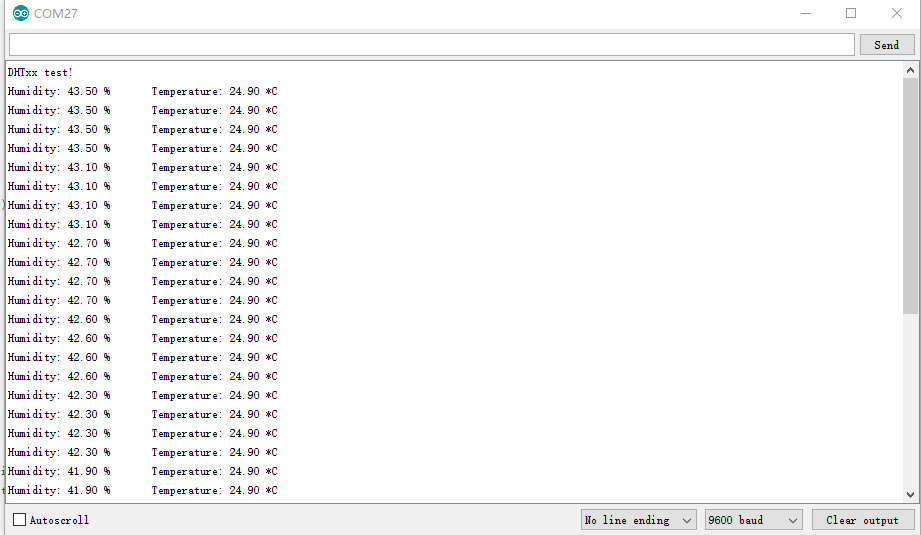 COM27
Send
DHTxx test!
Humidity: 43.50 % Temperature: 24.90 *C
Humidity: 43.50 % Temperature: 24.90 *C
Humidity: 43.50 % Temperature: 24.90 *C
Humidity: 43.50 % Temperature: 24.90 *C
Humidity: 43.10 % Temperature: 24.90 *C
Humidity: 43.10 % Temperature: 24.90 *C
Humidity: 43.10 % Temperature: 24.90 *C
Humidity: 43.10 % Temperature: 24.90 *C
Humidity: 42.70 % Temperature: 24.90 *C
Humidity: 42.70 % Temperature: 24.90 *C
Humidity: 42.70 % Temperature: 24.90 *C
Humidity: 42.70 % Temperature: 24.90 *C
Humidity: 42.60 % Temperature: 24.90 *C
Humidity: 42.60 % Temperature: 24.90 *C
Humidity: 42.60 % Temperature: 24.90 *C
Humidity: 42.60 % Temperature: 24.90 *C
Humidity: 42.30 % Temperature: 24.90 *C
Humidity: 42.30 % Temperature: 24.90 *C
Humidity: 42.30 % Temperature: 24.90 *C
Humidity: 42.30 % Temperature: 24.90 *C
Humidity: 41.90 % Temperature: 24.90 *C
Humidity: 41.90 % Temperature: 24.90 *C
Autoscroll No line ending 9600 baud Clear output